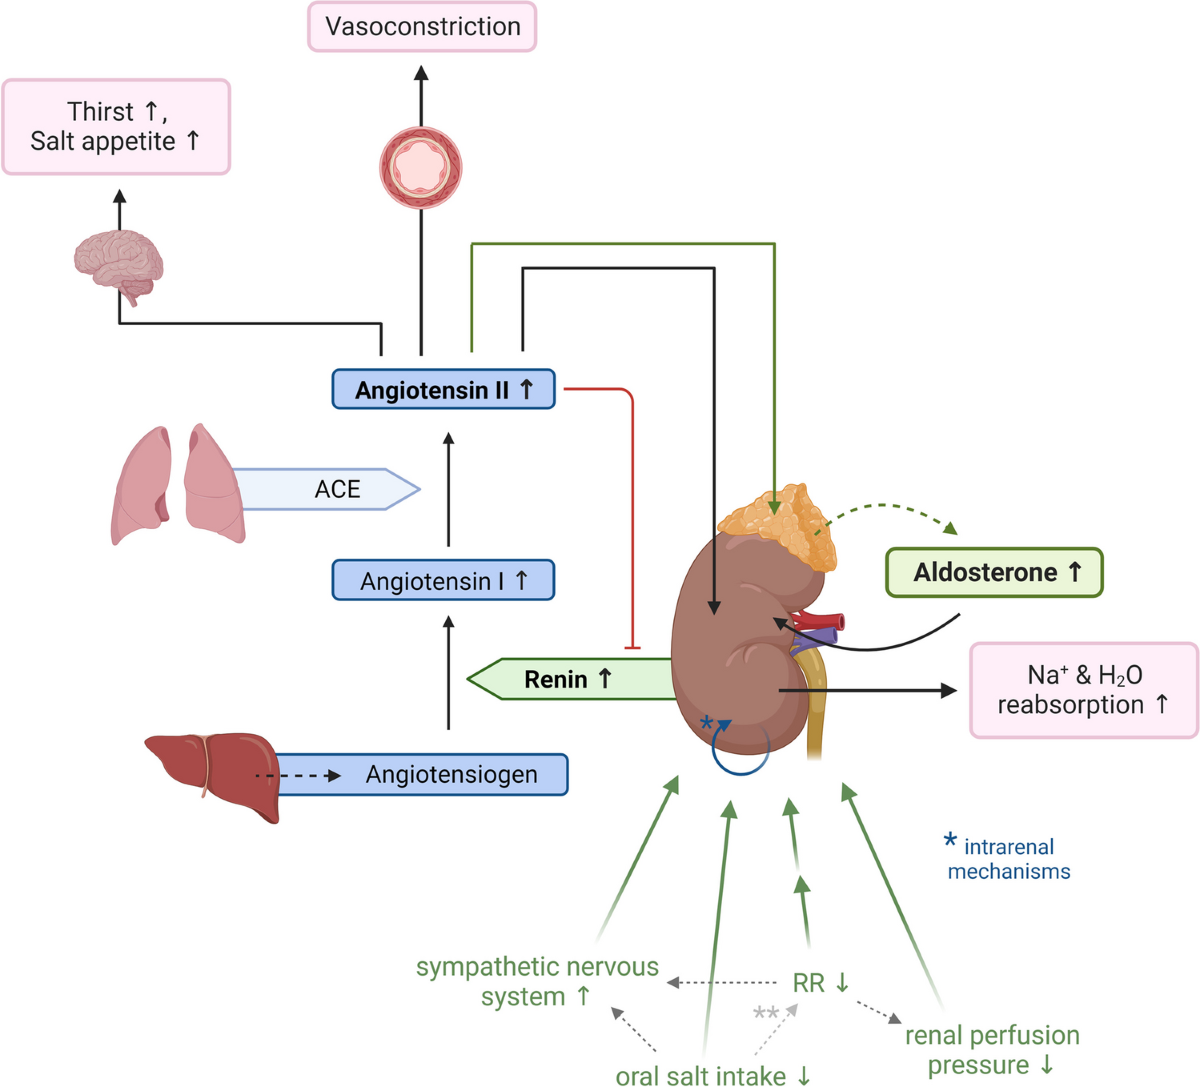 Vasoconstriction
Thirst ↑,
Salt appetite ↑
Angiotensin II ↑
ACE
Angiotensin I ↑
Aldosterone ↑
Renin ↑
Na⁺ & H₂O
reabsorption ↑
*
Angiotensiogen
* intrarenal
mechanisms
sympathetic nervous
system ↑
RR ↓
**
renal perfusion
pressure ↓
oral salt intake ↓